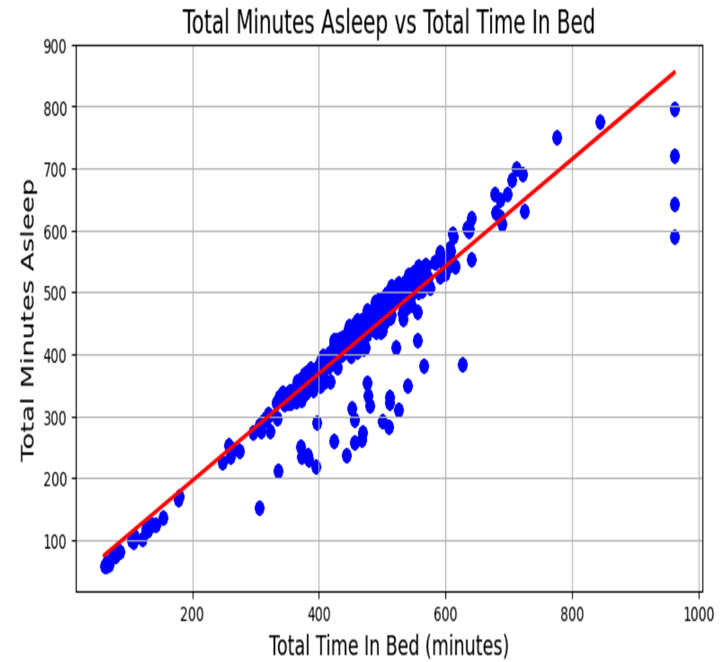 Total Minutes Asleep vs Total Time In Bed
900
800
700
600
500
400
300
200
100
Total Minutes Asleep
200 400 600 800 1000
Total Time In Bed (minutes)